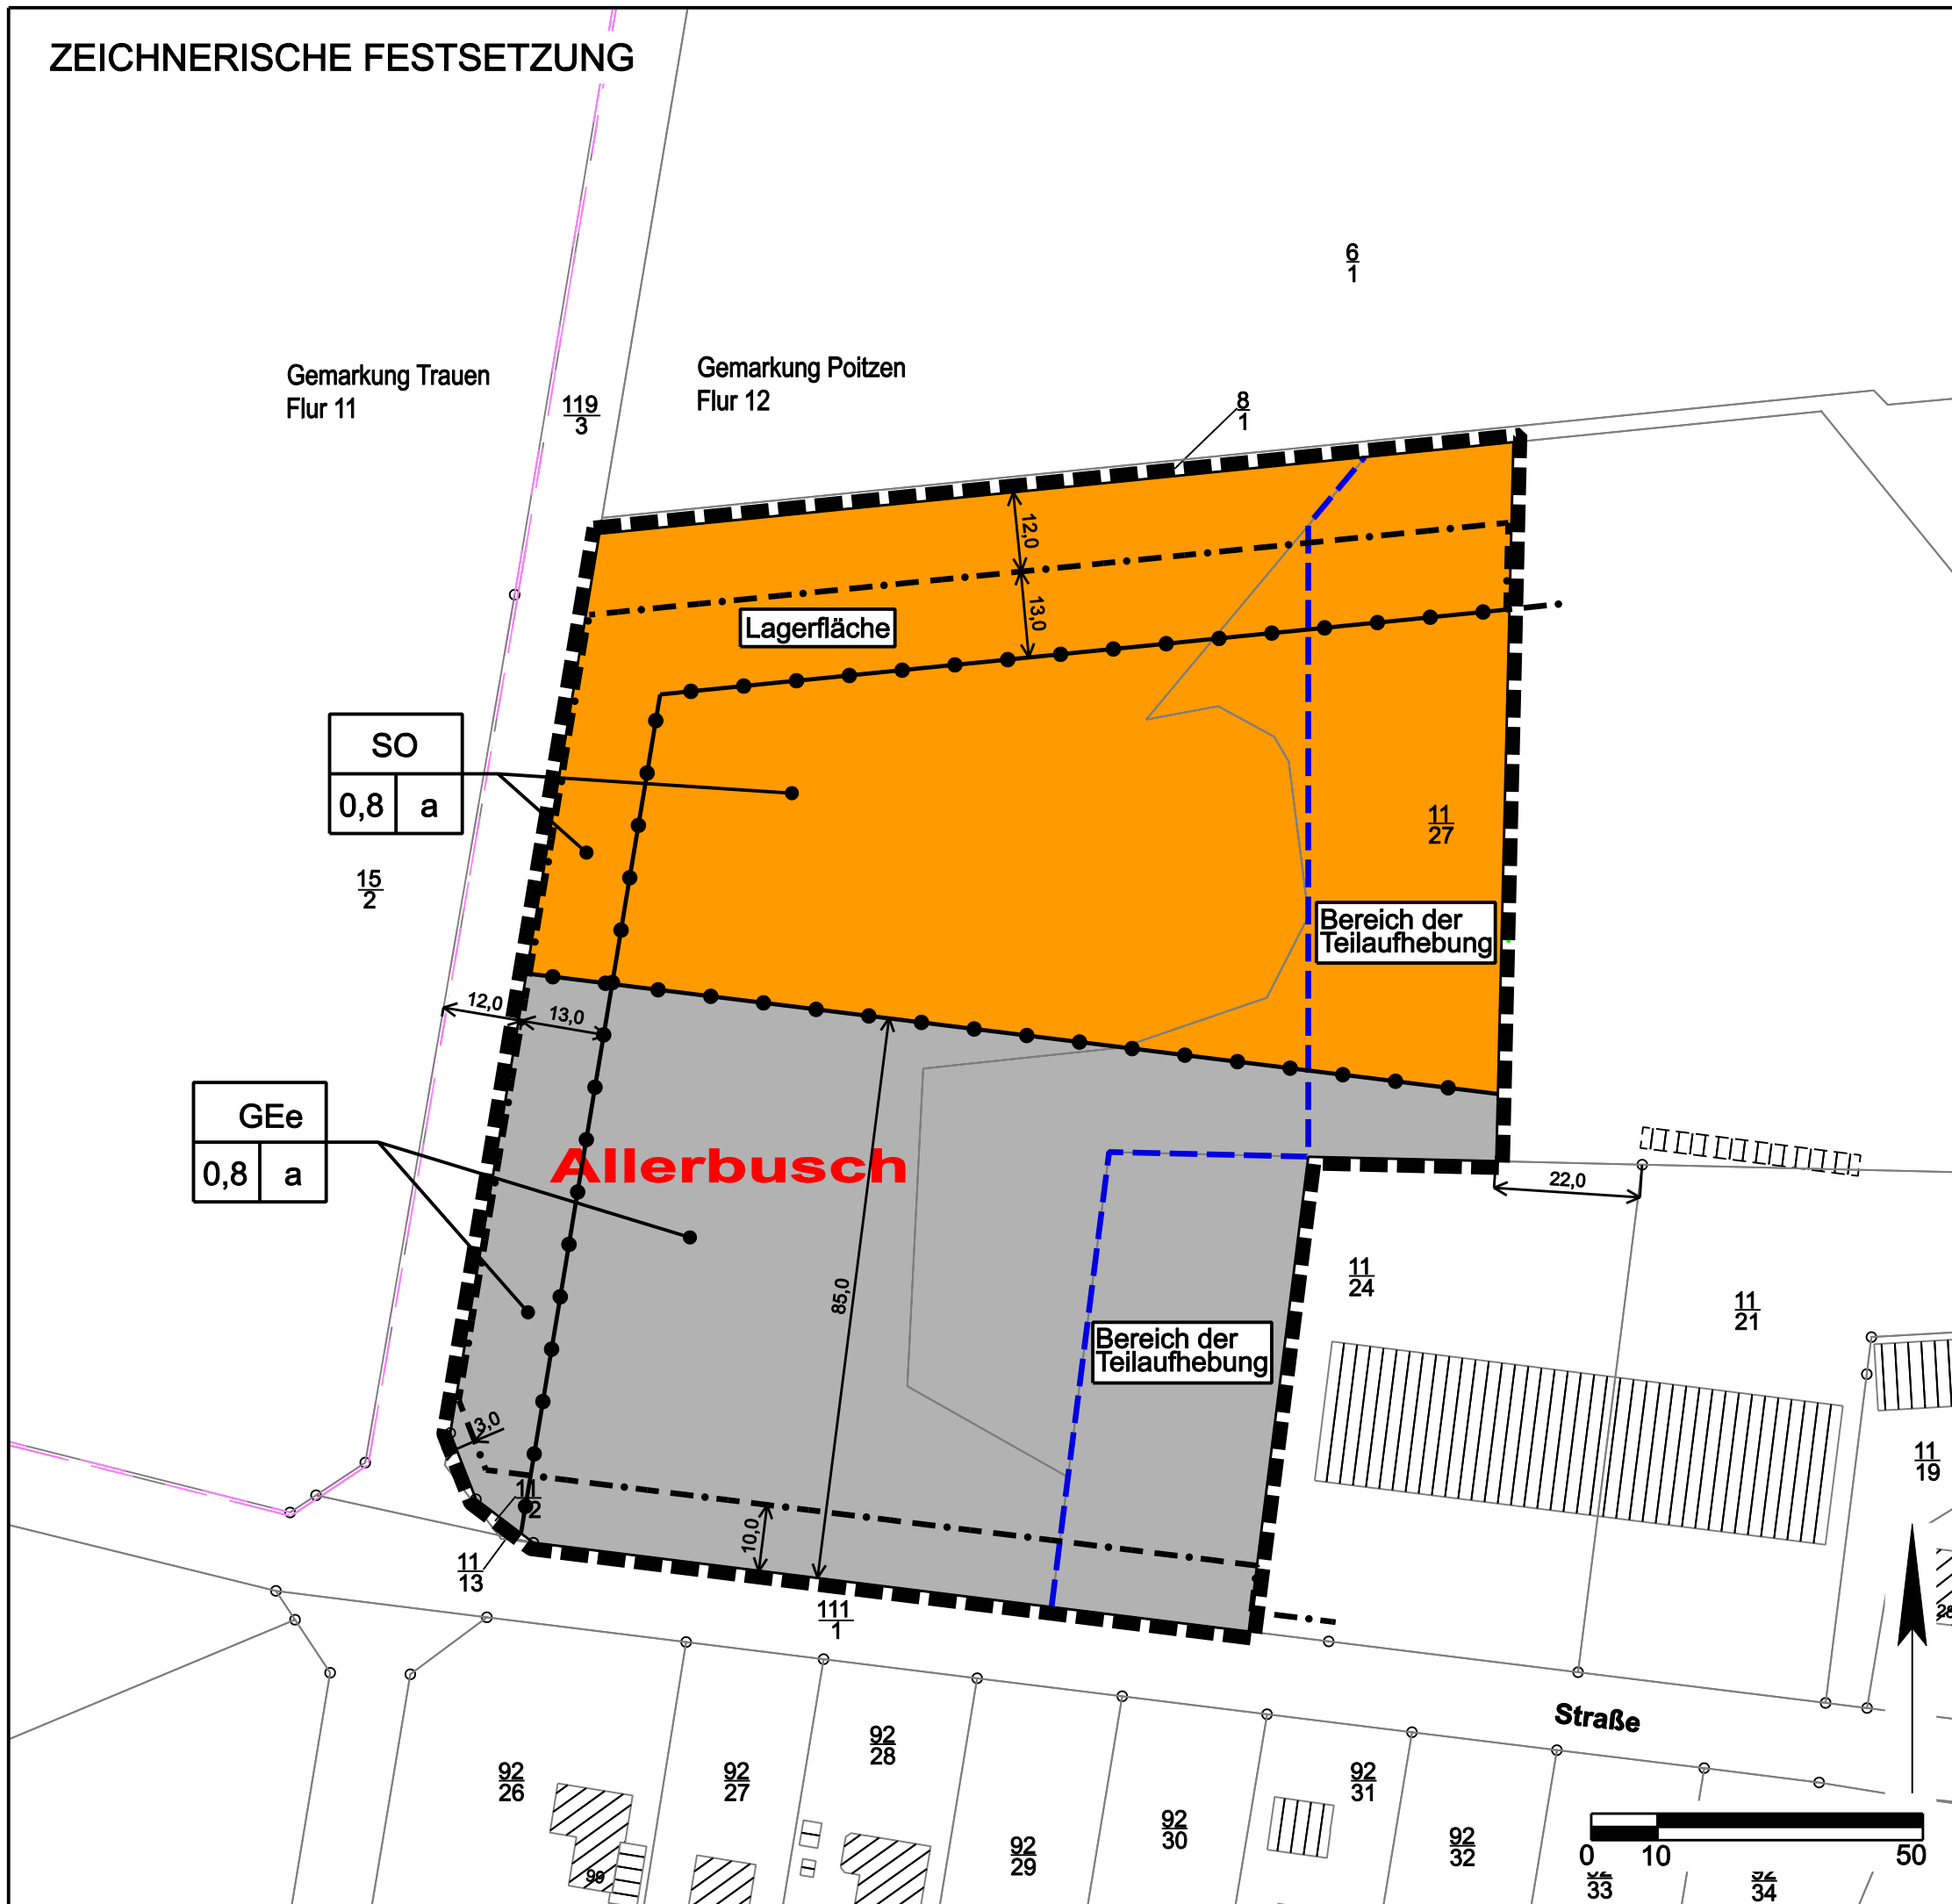 ZEICHNERISCHE FESTSETZUNG
6
1
Gemarkung Trauen
Flur 11
Gemarkung Poitzen
Flur 12
119
3
8
1
12,0
13,0
Lagerfläche
SO
0,8 a
11
27
15
2
Bereich der
Teilaufhebung
12,0
13,0
GEe
0,8 a
Allerbusch
22,0
85,0
11
24
11
21
Bereich der
Teilaufhebung
3,0
11
2
11
19
10,0
11
13
111
1
28
Straße
92
28
92
26
92
27
92
31
92
30
92
29
92
32
99
0 10 50
33
34